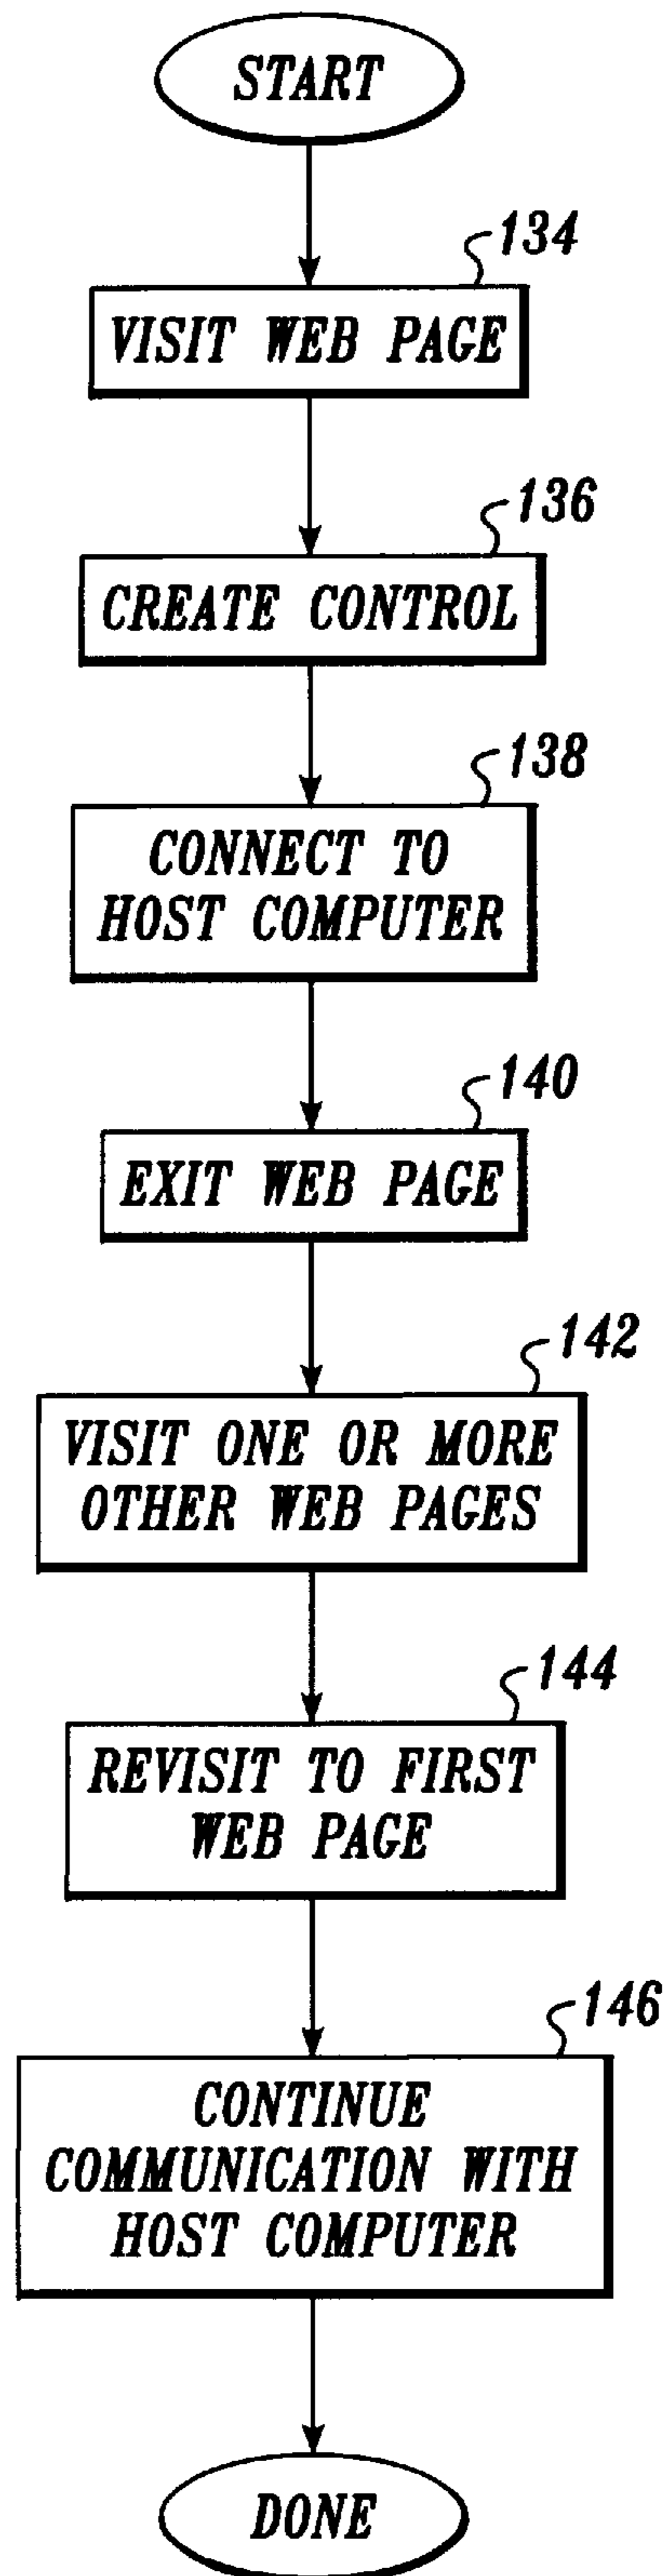 START
134
VISIT WEB PAGE
136
CREATE CONTROL
138
CONNECT TO
HOST COMPUTER
140
EXIT WEB PAGE
142
VISIT ONE OR MORE
OTHER WEB PAGES
144
REVISIT TO FIRST
WEB PAGE
146
CONTINUE
COMMUNICATION WITH
HOST COMPUTER
DONE